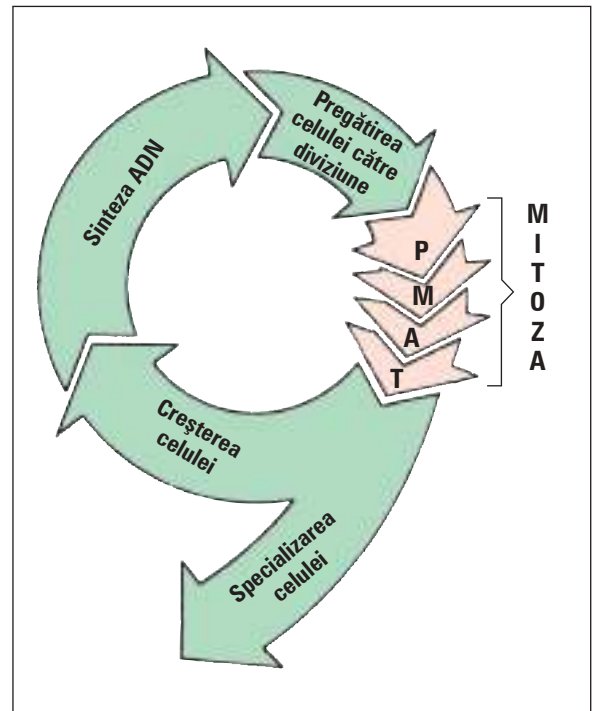 Pregătirea
celulei către
diviziune
Sinteza ADN
P
M
A
T
M
I
T
O
Z
A
Creşterea
celulei
Specializarea
celulei